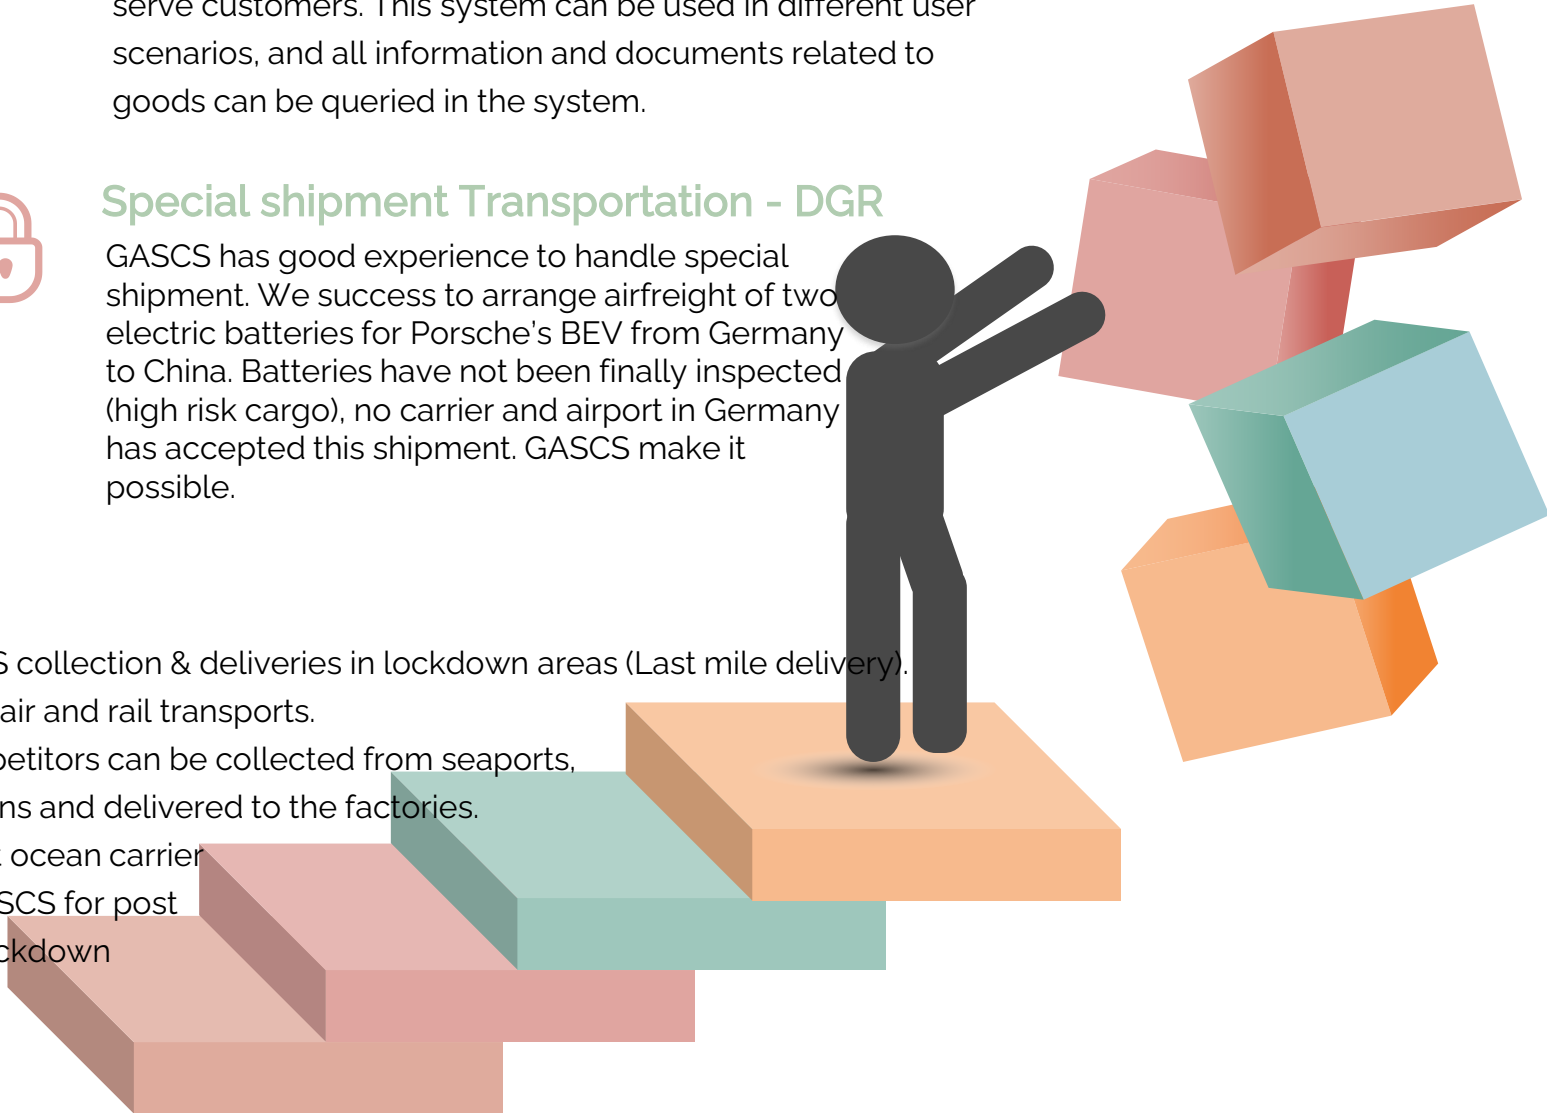 serve customers. This system can be used in different user
scenarios, and all information and documents related to
goods can be queried in the system.
Special shipment Transportation - DGR
GASCS has good experience to handle special
shipment. We success to arrange airfreight of two
electric batteries for Porsche’s BEV from Germany
to China. Batteries have not been finally inspected
(high risk cargo), no carrier and airport in Germany
has accepted this shipment. GASCS make it
possible.
S collection & deliveries in lockdown areas (Last mile delivery).
air and rail transports.
petitors can be collected from seaports,
ns and delivered to the factories.
t ocean carrier
SCS for post
ckdown